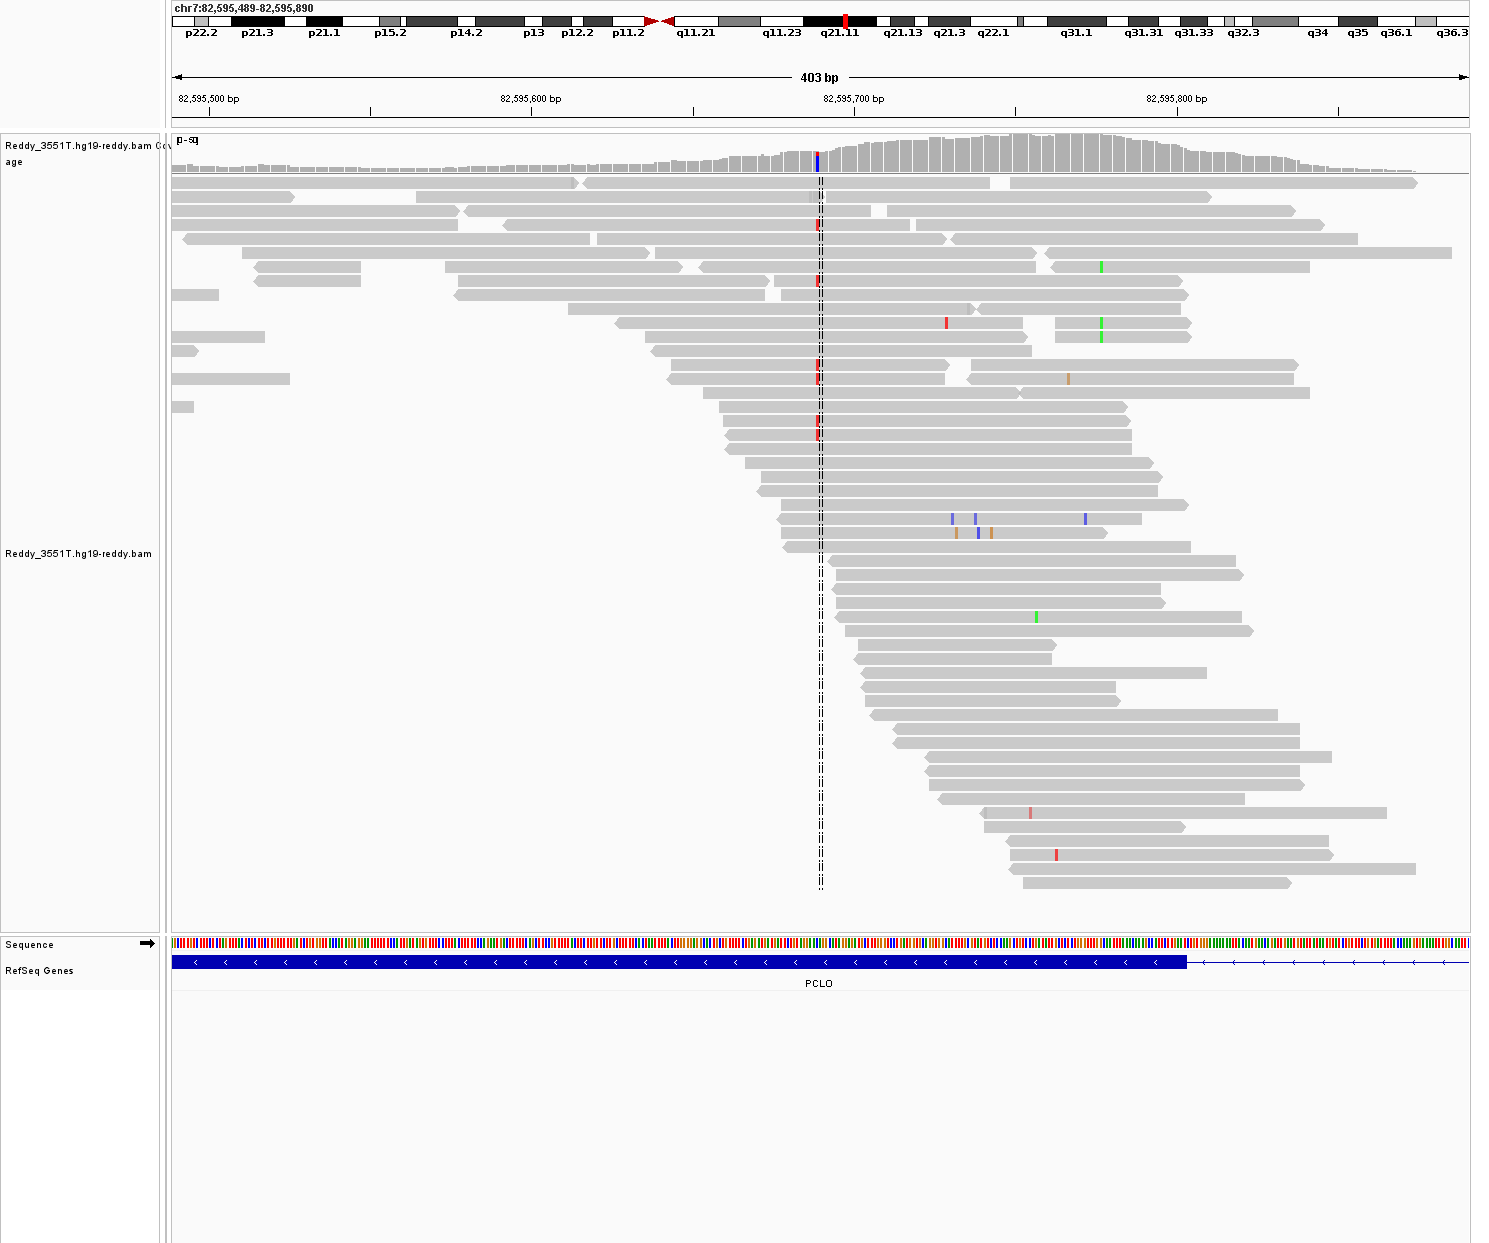 chr7:82,595,489-82,595,890
p22.2 p21.3 p21.1 p15.2 p14.2 p13 p12.2 p11.2 q11.21 q11.23 q21.11 q21.13 q21.3 q22.1 q31.1 q31.31 q31.33 q32.3 q34 q35 q36.1 q36.3
403 bp
82,595,500 bp 82,595,600 bp 82,595,700 bp 82,595,800 bp
Reddy_3551T.hg19-reddy.bam Cov
age
Reddy_3551T.hg19-reddy.bam
Sequence
RefSeq Genes
PCLO